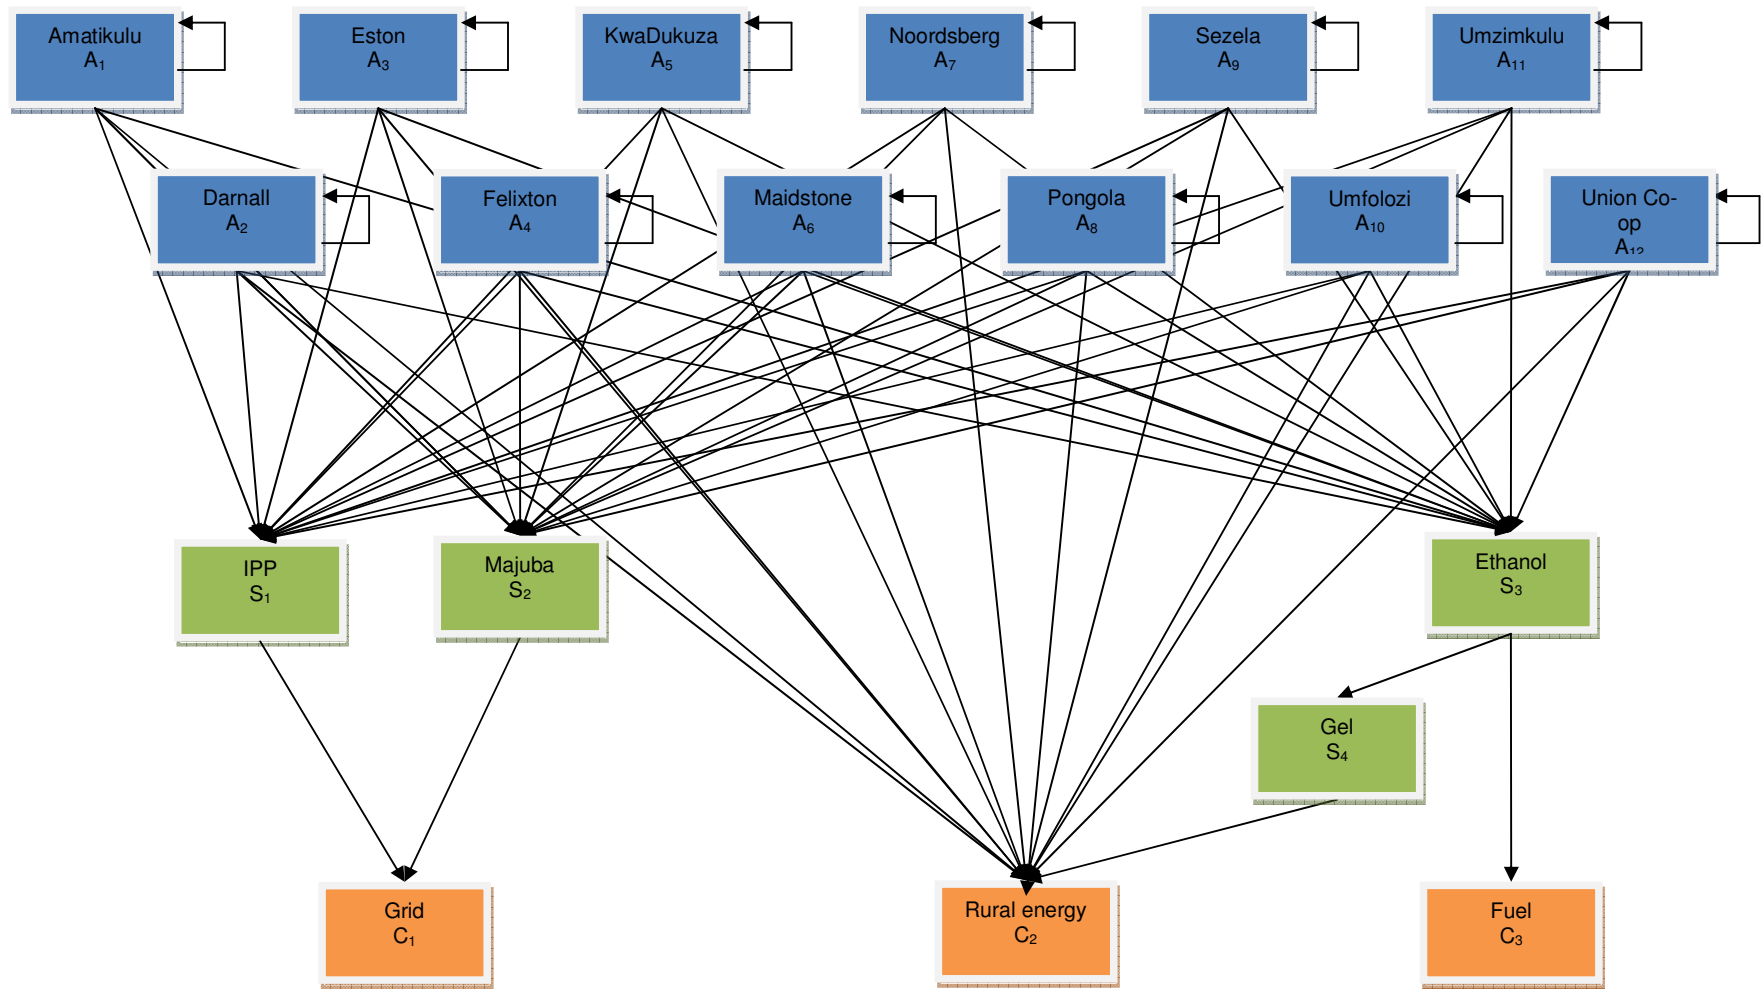 Amatikulu
A₁
Eston
A₃
KwaDukuza
A₅
Noordsberg
A₇
Sezela
A₉
Umzimkulu
A₁₁
Darnall
A₂
Felixton
A₄
Maidstone
A₆
Pongola
A₈
Umfolozi
A₁₀
Union Co-
op
A₁₂
IPP
S₁
Majuba
S₂
Ethanol
S₃
Gel
S₄
Grid
C₁
Rural energy
C₂
Fuel
C₃